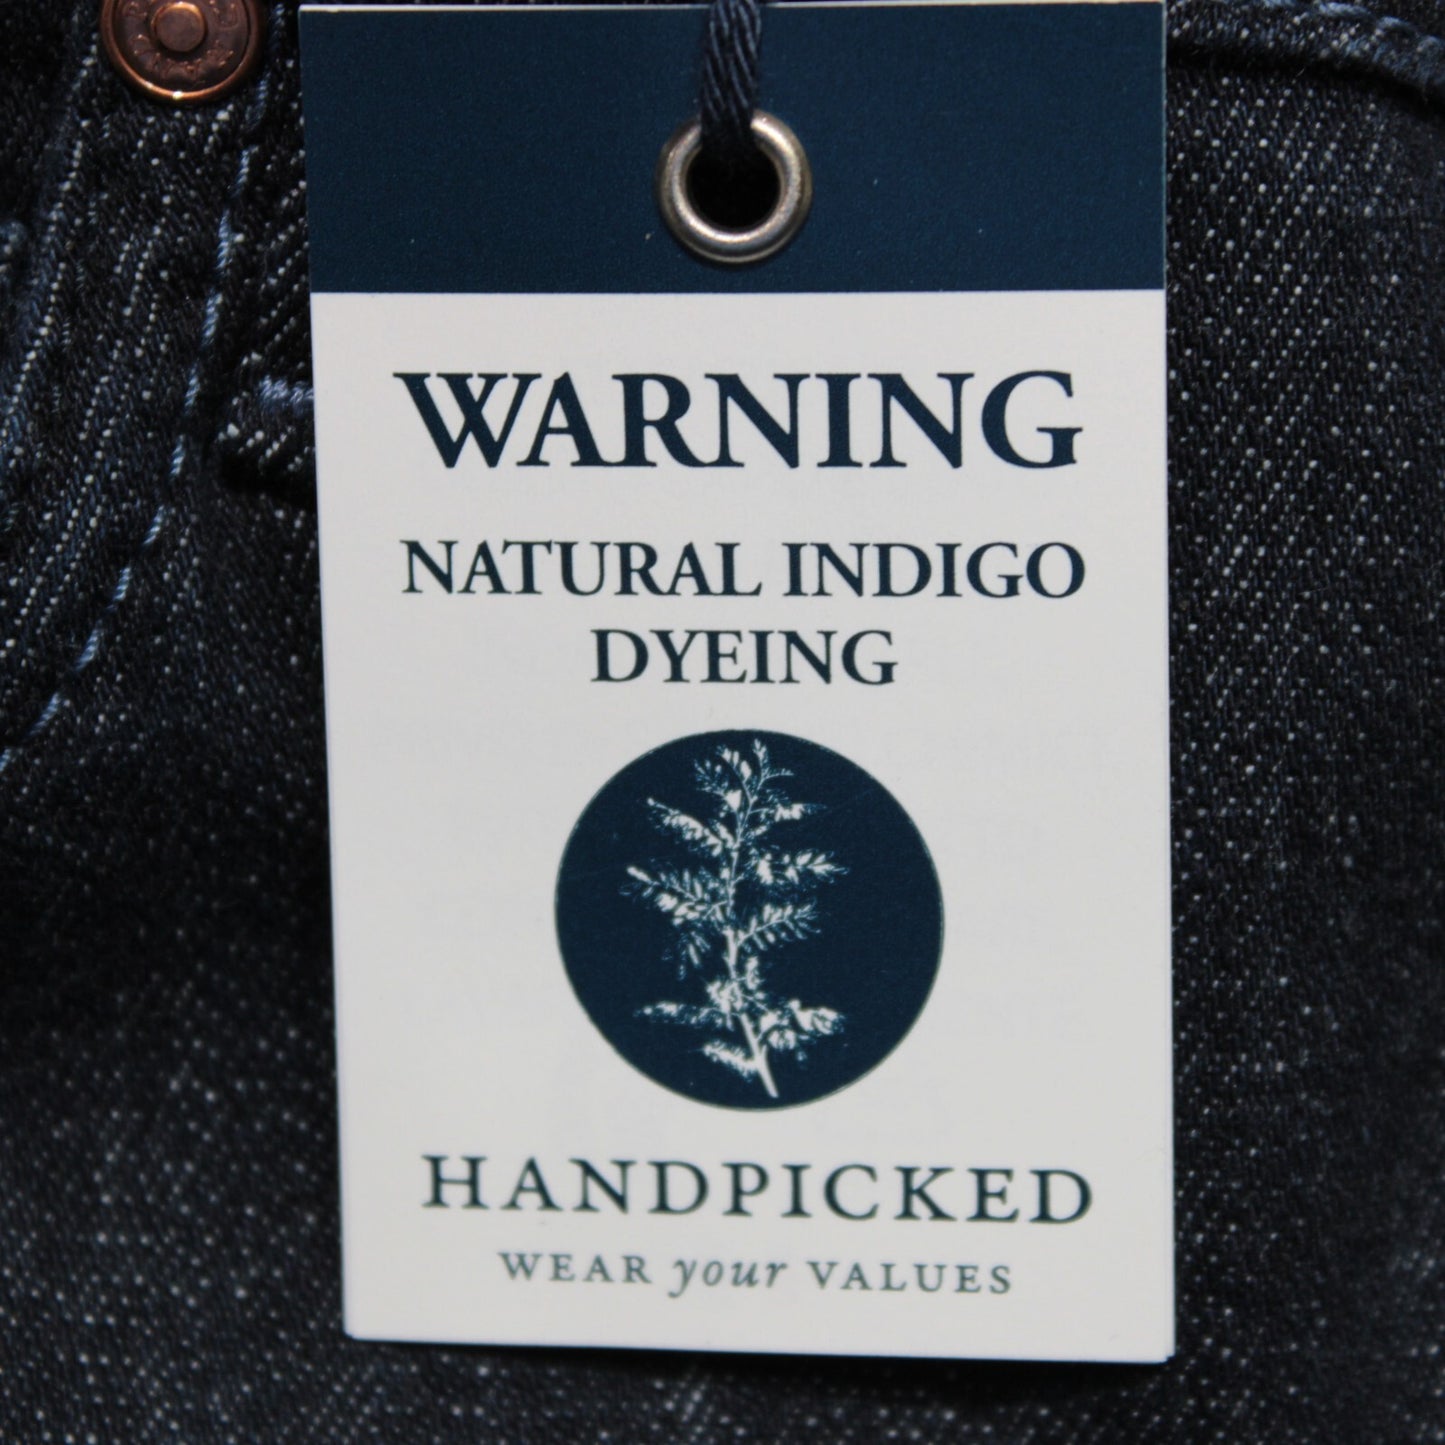 WARNING
NATURAL INDIGO
DYEING
HANDPICKED
WEAR your VALUES